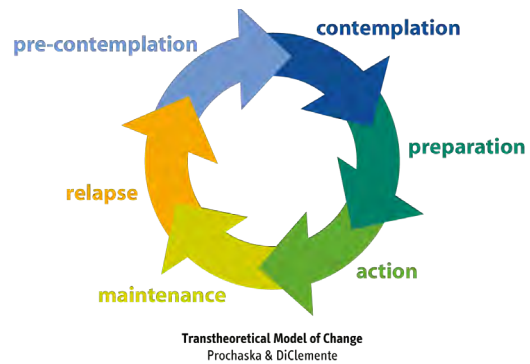 pre-contemplation
contemplation
preparation
action
maintenance
relapse
Transtheoretical Model of Change
Prochaska & DiClemente